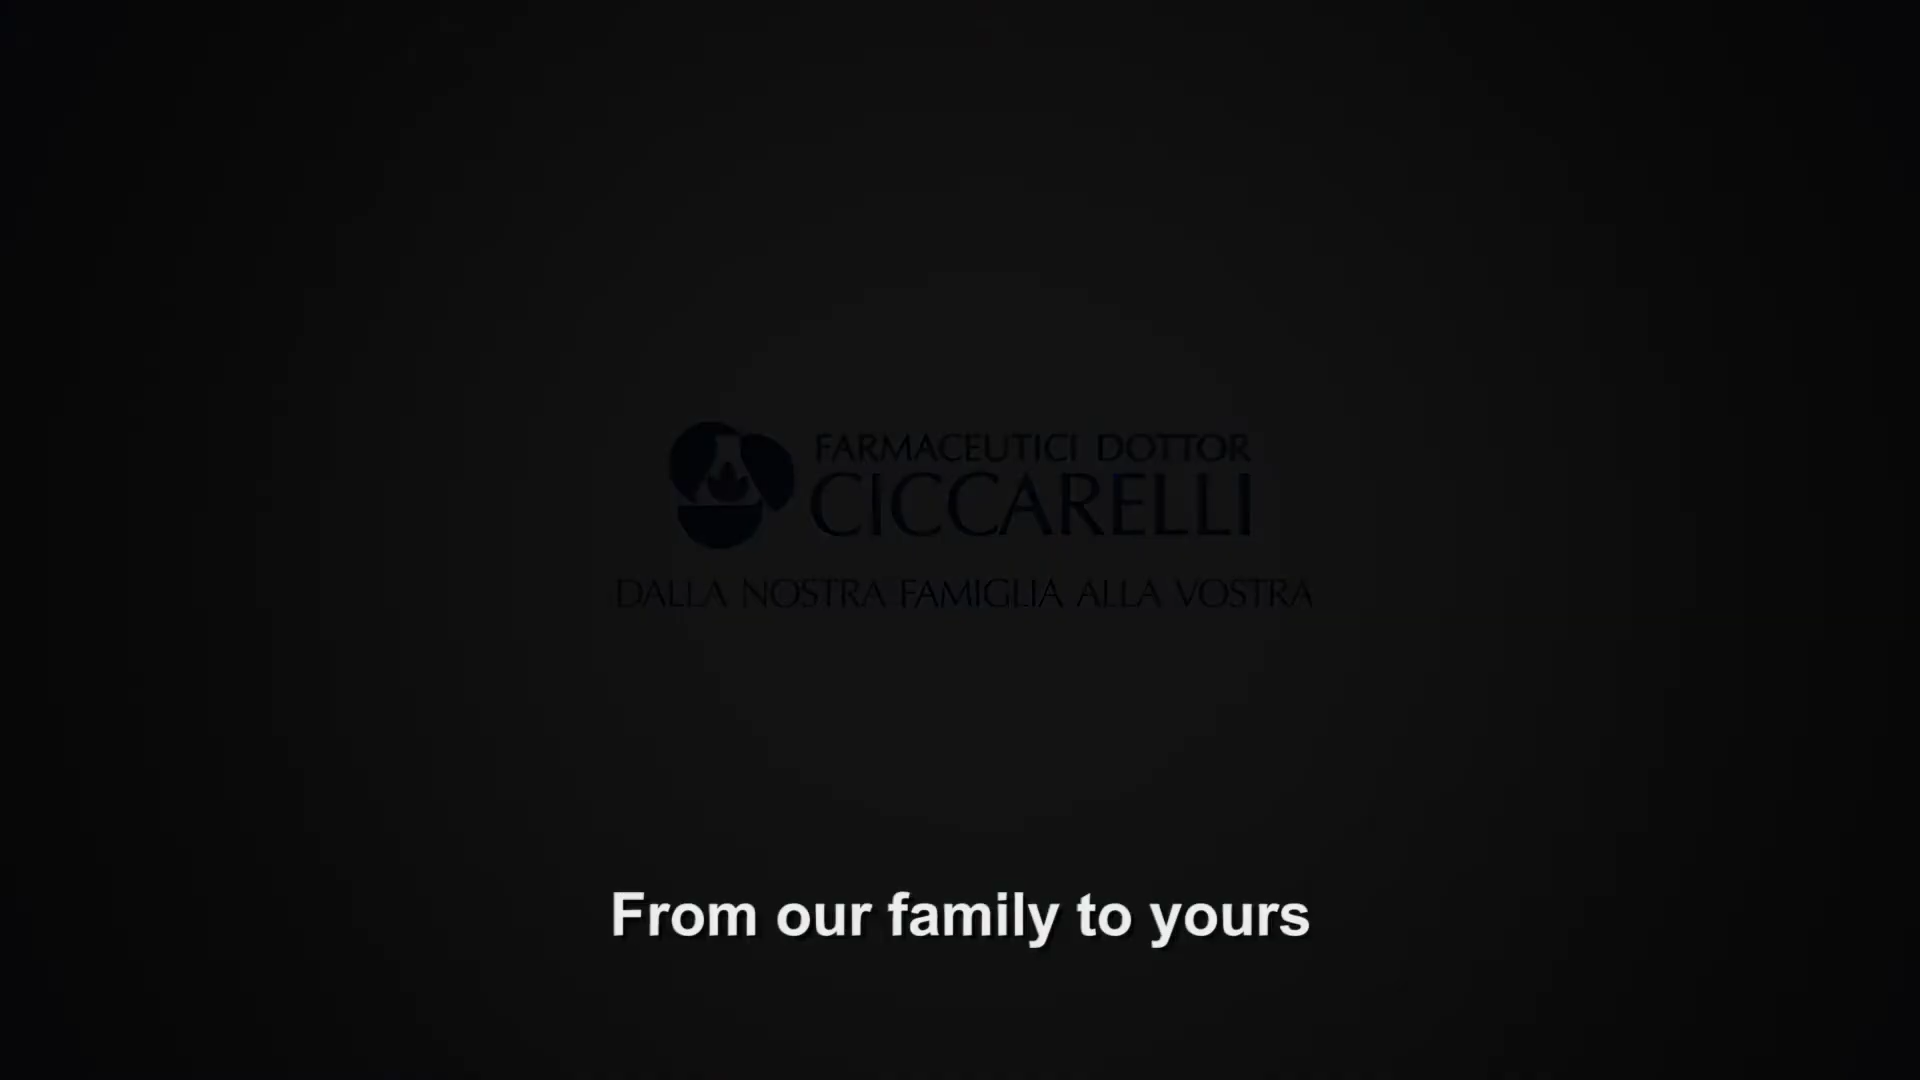 FARMACEUTICI DOTTOR
CICCARELLI
DALLA NOSTRA FAMIGLIA ALLA VOSTRA
From our family to yours